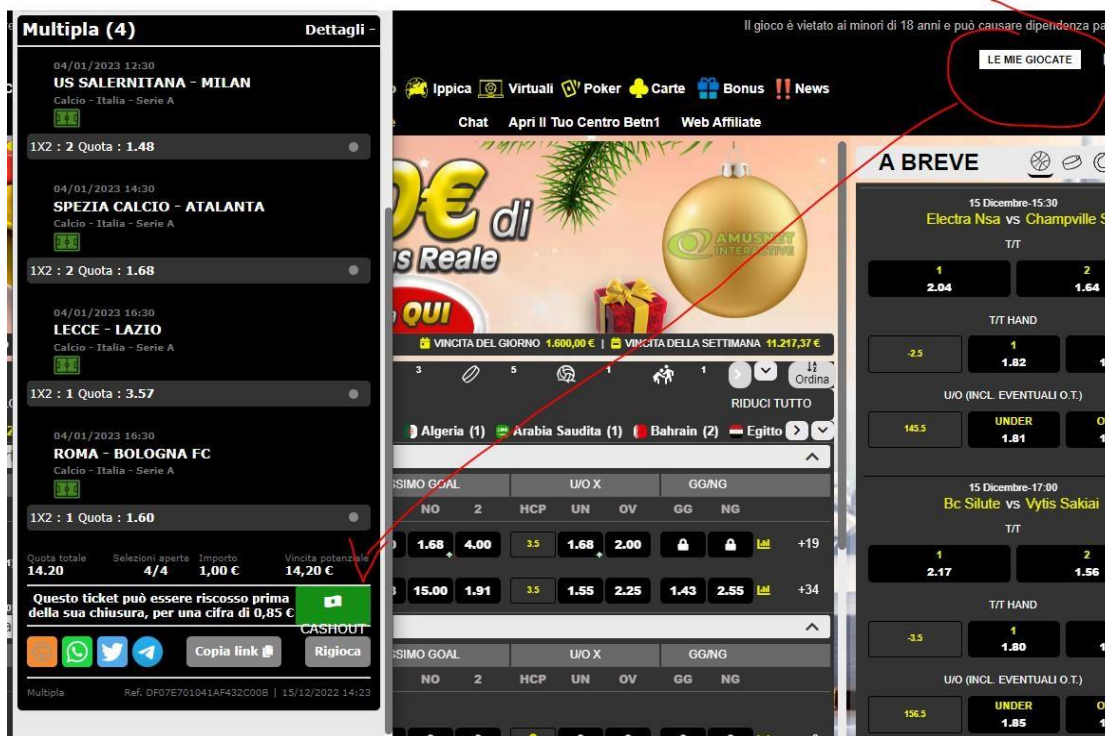 Multipla (4) Dettagli -
04/01/2023 12:30
US SALERNITANA - MILAN
Calcio - Italia - Serie A
1X2 : 2 Quota : 1.48
04/01/2023 14:30
SPEZIA CALCIO - ATALANTA
Calcio - Italia - Serie A
1X2 : 2 Quota : 1.68
04/01/2023 16:30
LECCE - LAZIO
Calcio - Italia - Serie A
1X2 : 1 Quota : 3.57
04/01/2023 16:30
ROMA - BOLOGNA FC
Calcio - Italia - Serie A
1X2 : 1 Quota : 1.60
Quota totale Selezioni aperte Importo Vincita potenziale
14.20 4/4 1,00 € 14,20 €
Questo ticket può essere riscosso prima
della sua chiusura, per una cifra di 0,85 €
CASHOUT
Copia link Rigioca
Multipla Ref. DF07E701041AF432C00B | 15/12/2022 14:23
Il gioco è vietato ai minori di 18 anni e può causare dipendenza pa
LE MIE GIOCATE
Ippica Virtuali Poker Carte Bonus News
Chat Apri Il Tuo Centro Betn1 Web Affiliate
0€ di
Reale
QUI
AMUSNET
INTERACTIVE
VINCITA DEL GIORNO 1.600,00 € | VINCITA DELLA SETTIMANA 11.217,37 €
3 5 1 1 Ordina
RIDUCI TUTTO
Algeria (1) Arabia Saudita (1) Bahrain (2) Egitto
SSIMO GOAL U/O X GG/NG
NO 2 HCP UN OV GG NG
1.68 4.00 3.5 1.68 2.00 +19
15.00 1.91 3.5 1.55 2.25 1.43 2.55 +34
SSIMO GOAL U/O X GG/NG
NO 2 HCP UN OV GG NG
A BREVE
15 Dicembre-15:30
Electra Nsa vs Champville S
T/T
1 2
2.04 1.64
T/T HAND
-2.5 1
1.82
U/O (INCL. EVENTUALI O.T.)
145.5 UNDER
1.81
15 Dicembre-17:00
Bc Silute vs Vytis Sakiai
T/T
1 2
2.17 1.56
T/T HAND
-3.5 1
1.80
U/O (INCL. EVENTUALI O.T.)
156.5 UNDER
1.85